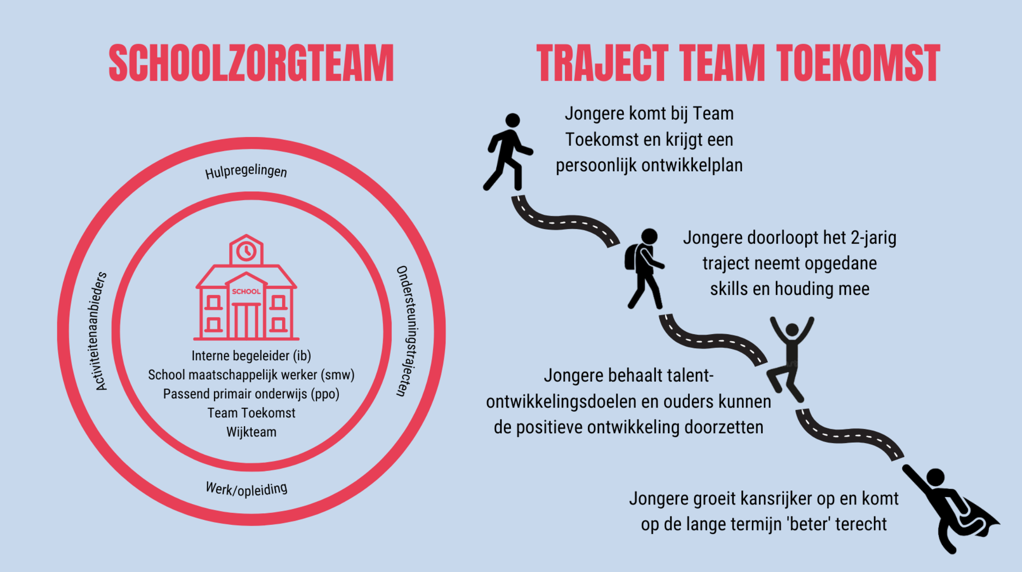 SCHOOLZORGTEAM
Hulpregelingen
Activiteitenaanbieders
Ondersteuningstrajecten
SCHOOL
Interne begeleider (ib)
School maatschappelijk werker (smw)
Passend primair onderwijs (ppo)
Team Toekomst
Wijkteam
Werk/opleiding
TRAJECT TEAM TOEKOMST
Jongere komt bij Team
Toekomst en krijgt een
persoonlijk ontwikkelplan
Jongere doorloopt het 2-jarig
traject neemt opgedane
skills en houding mee
Jongere behaalt talent-
ontwikkelingsdoelen en ouders kunnen
de positieve ontwikkeling doorzetten
Jongere groeit kansrijker op en komt
op de lange termijn 'beter' terecht